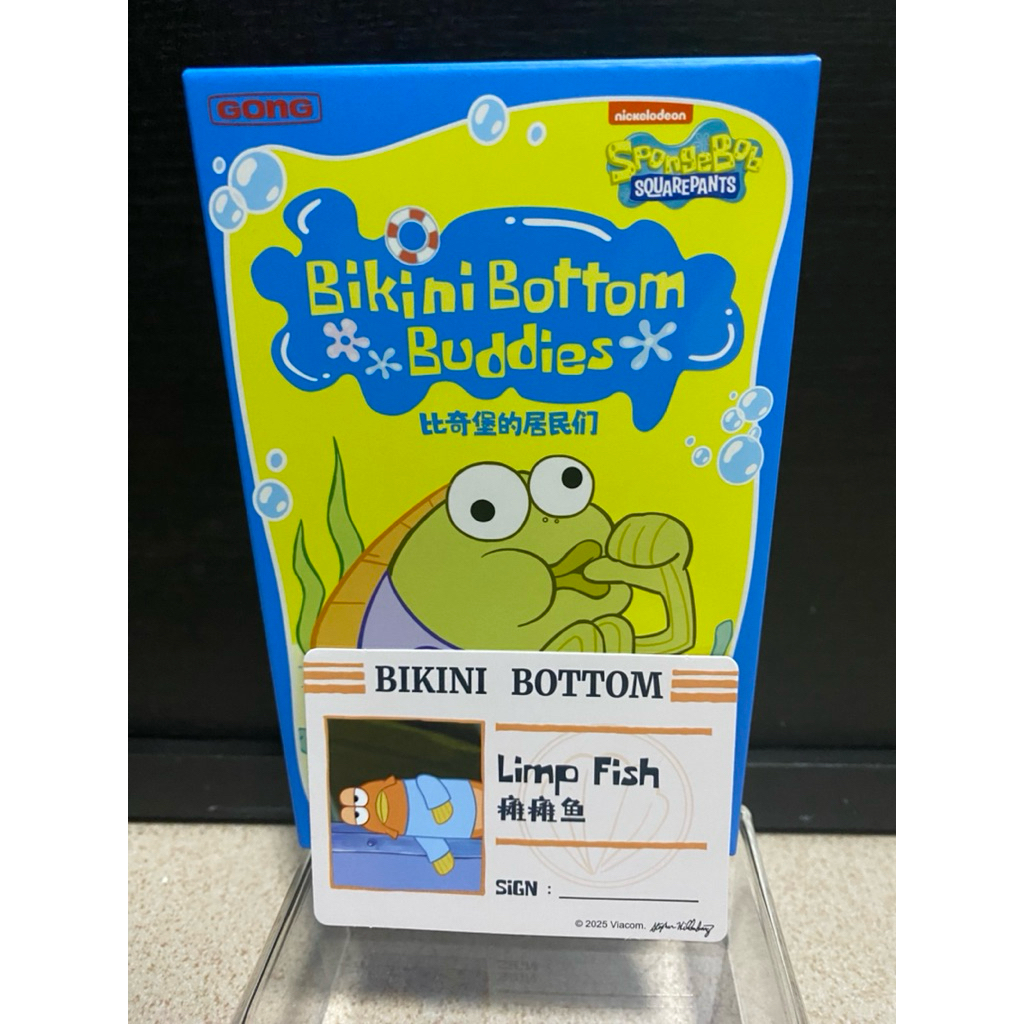 GONG
nickelodeon
SpongeBob
SQUAREPANTS
Bikini Bottom
Buddies
比奇堡的居民们
BIKINI BOTTOM
Limp Fish
瘫瘫鱼
SiGN :
© 2025 Viacom.